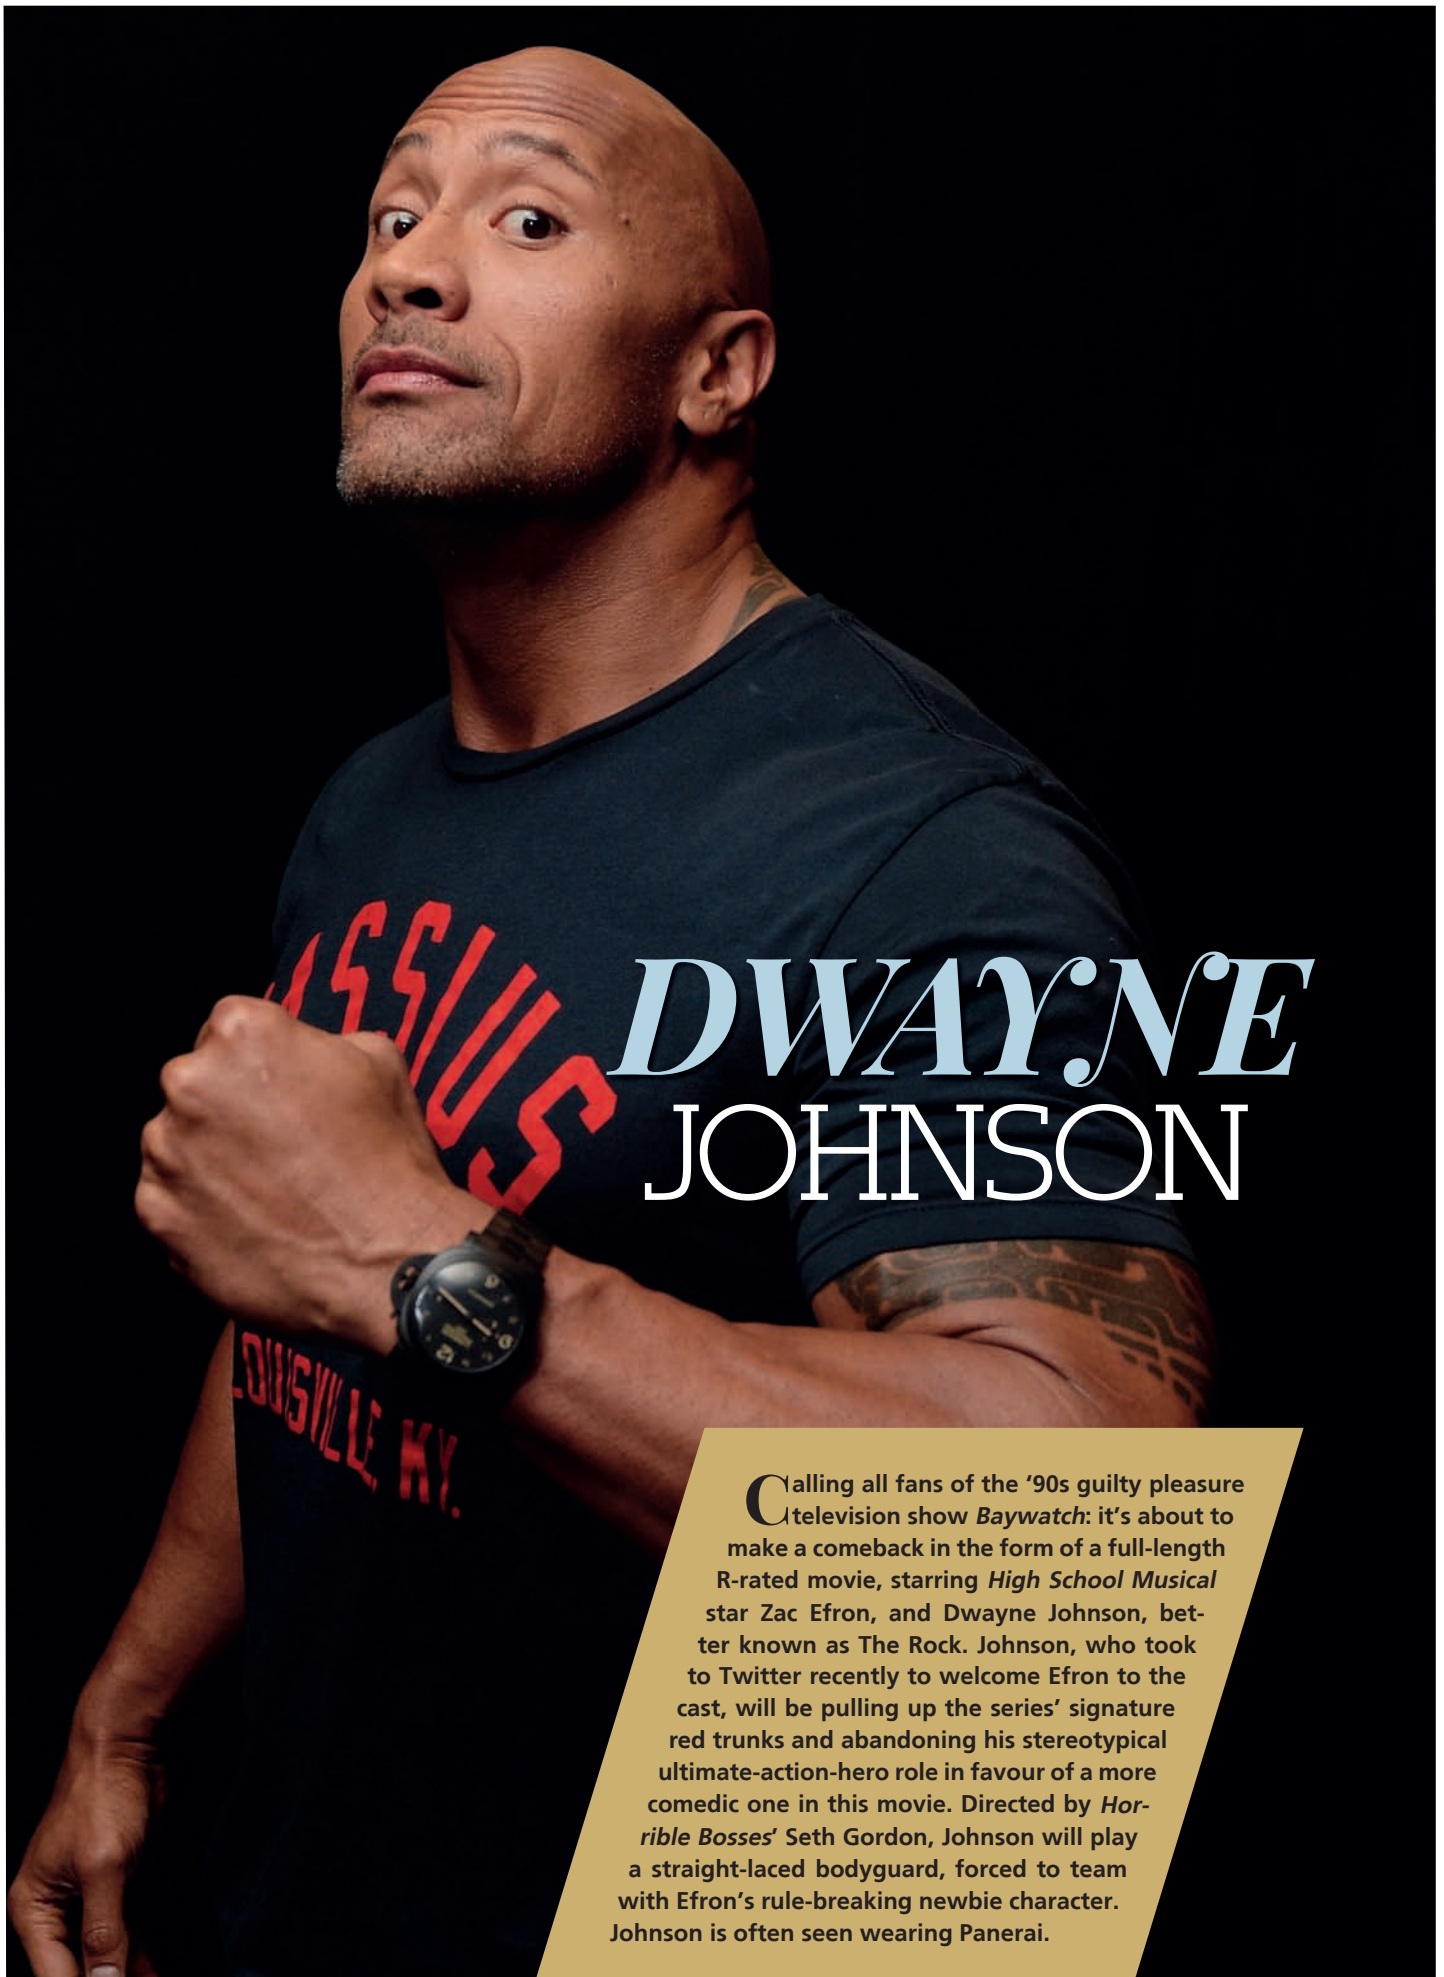 ASSIUS
LOUISVILLE KY.
DWAYNE
JOHNSON
Calling all fans of the ‘90s guilty pleasure
television show Baywatch: it’s about to
make a comeback in the form of a full-length
R-rated movie, starring High School Musical
star Zac Efron, and Dwayne Johnson, bet-
ter known as The Rock. Johnson, who took
to Twitter recently to welcome Efron to the
cast, will be pulling up the series’ signature
red trunks and abandoning his stereotypical
ultimate-action-hero role in favour of a more
comedic one in this movie. Directed by Hor-
rible Bosses’ Seth Gordon, Johnson will play
a straight-laced bodyguard, forced to team
with Efron’s rule-breaking newbie character.
Johnson is often seen wearing Panerai.